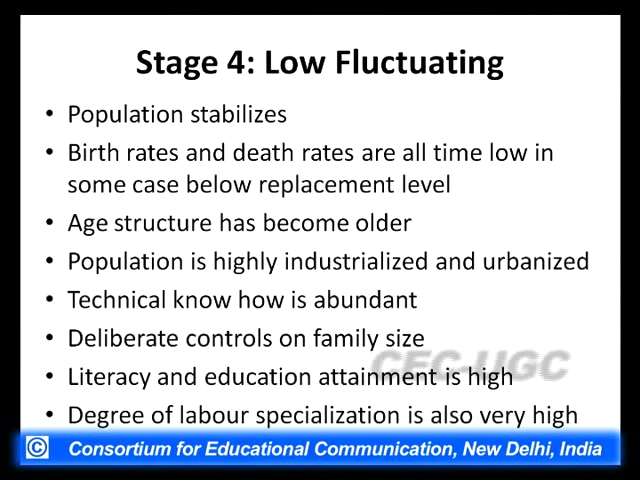 Stage 4: Low Fluctuating
• Population stabilizes
• Birth rates and death rates are all time low in
some case below replacement level
• Age structure has become older
• Population is highly industrialized and urbanized
• Technical know how is abundant
• Deliberate controls on family size
CEC-UGC
• Literacy and education attainment is high
• Degree of labour specialization is also very high
© Consortium for Educational Communication, New Delhi, India